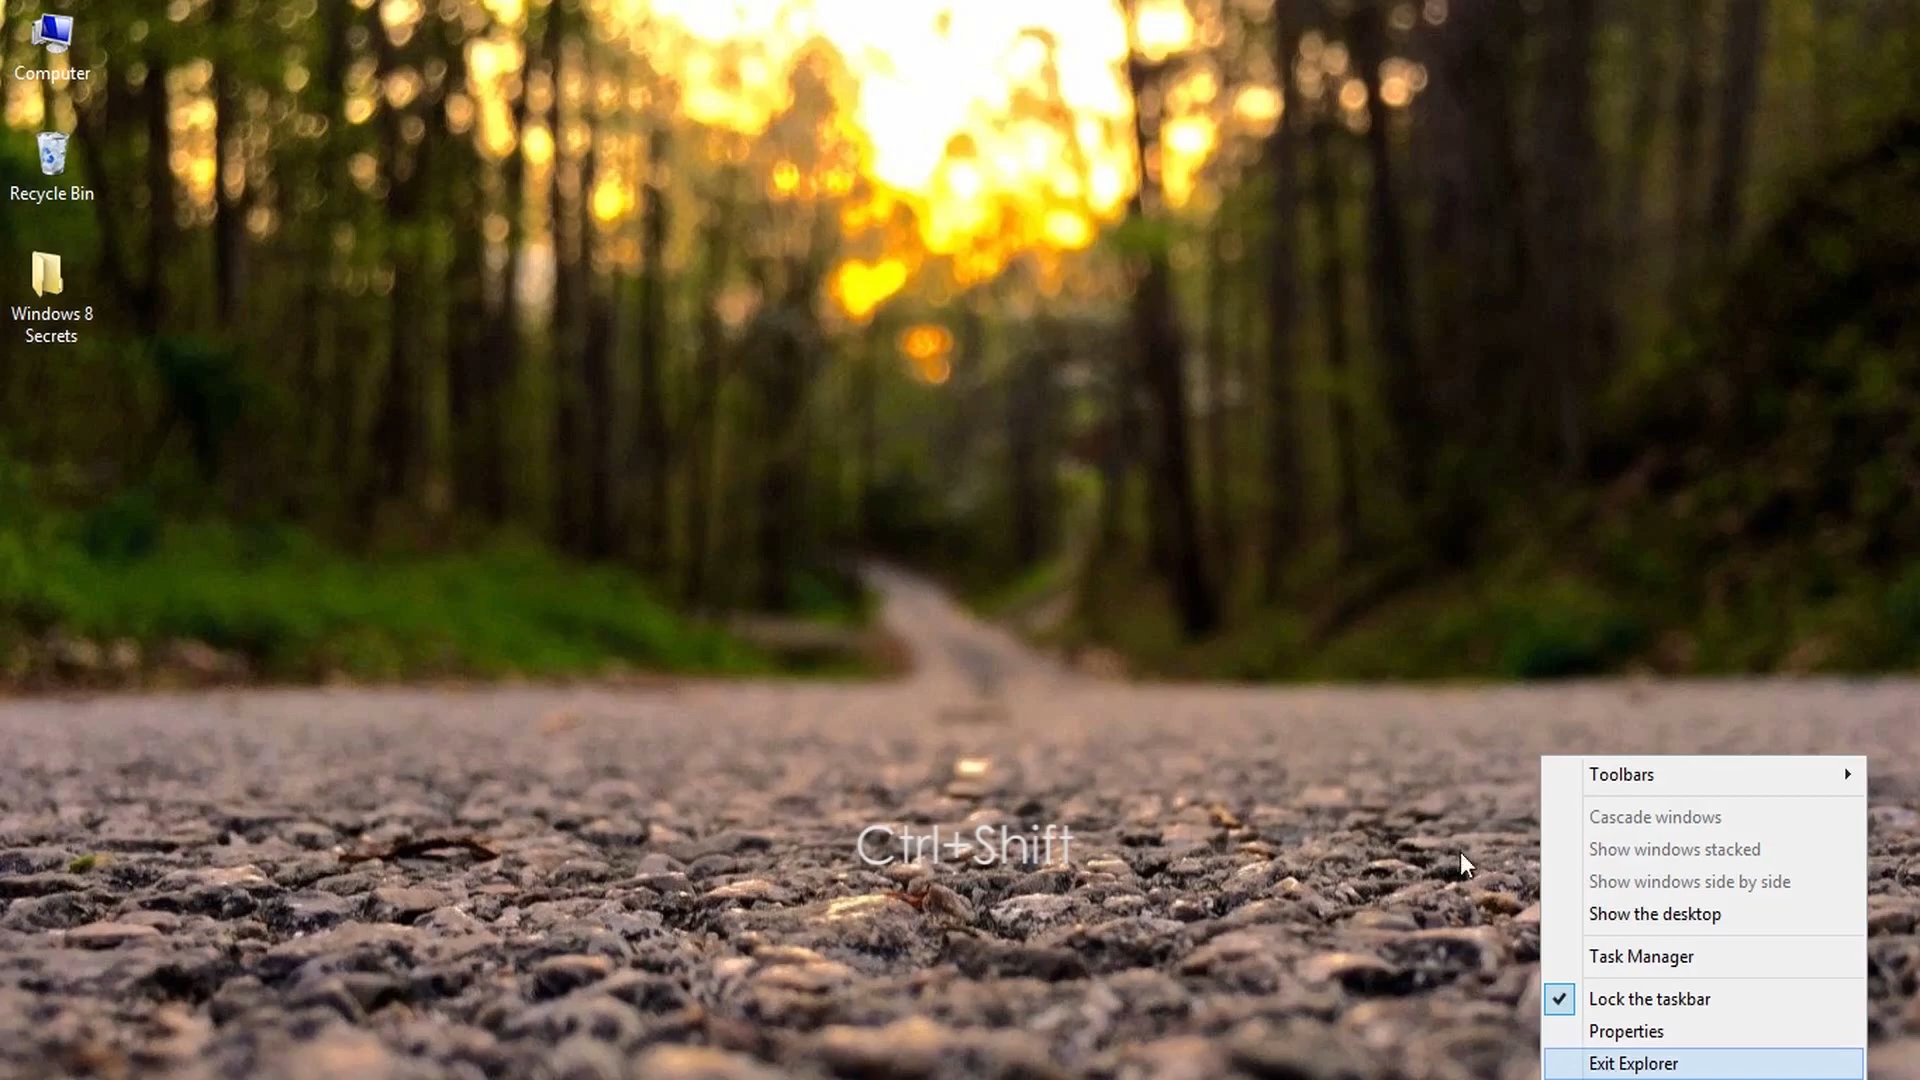 Computer
Recycle Bin
Windows 8
Secrets
Ctrl+Shift
Toolbars
Cascade windows
Show windows stacked
Show windows side by side
Show the desktop
Task Manager
Lock the taskbar
Properties
Exit Explorer